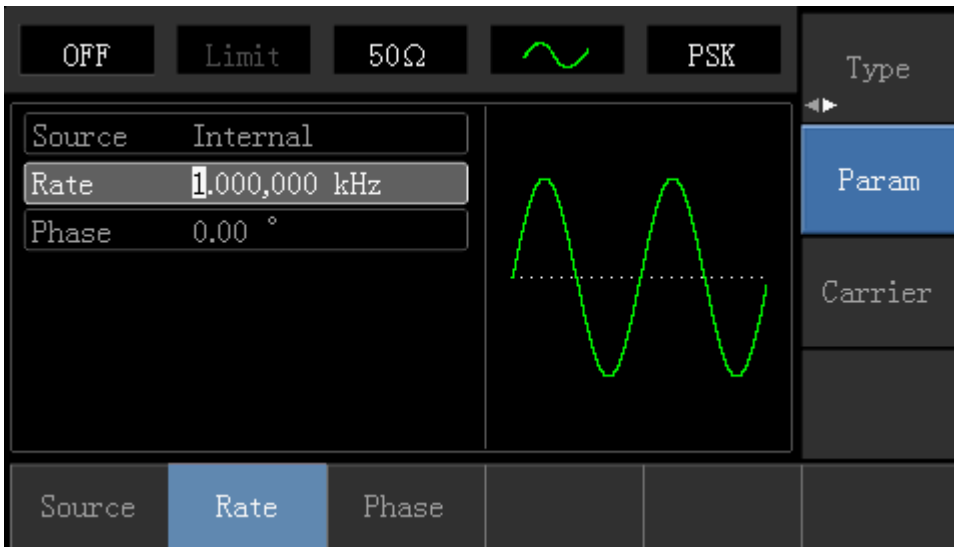 OFF Limit 50Ω PSK
Type
Source Internal
Rate 1.000,000 kHz
Phase 0.00 °
Param
Carrier
Source Rate Phase